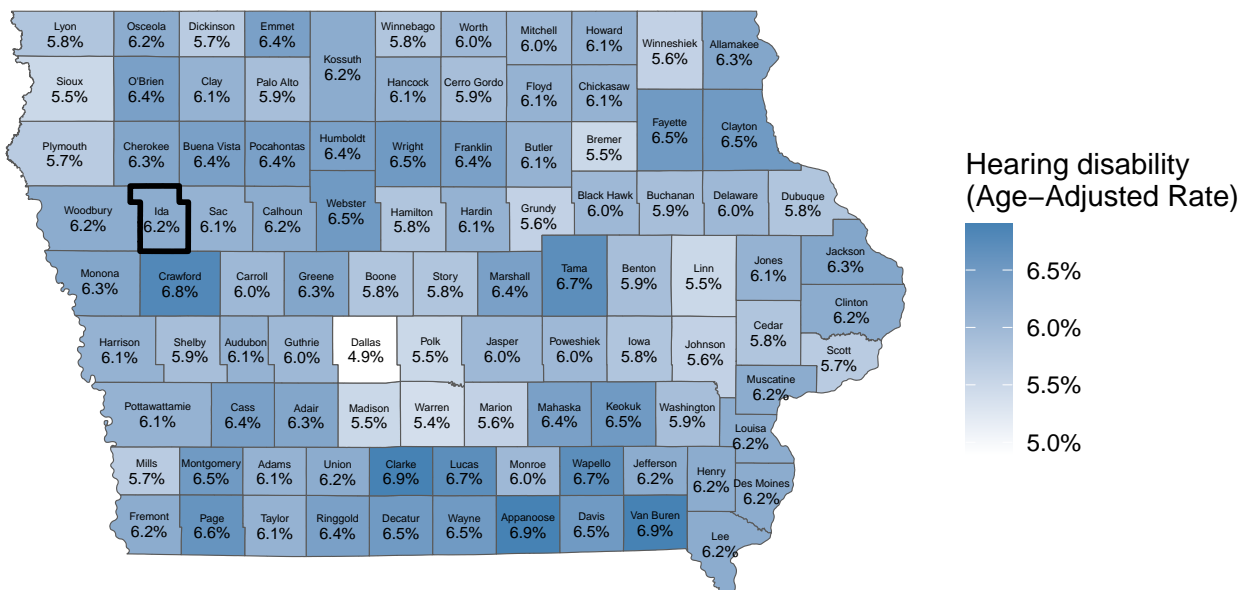 Lyon
5.8%
Osceola
6.2%
Dickinson
5.7%
Emmet
6.4%
Kossuth
6.2%
Winnebago
5.8%
Worth
6.0%
Mitchell
6.0%
Howard
6.1%
Winneshiek
5.6%
Allamakee
6.3%
Sioux
5.5%
O'Brien
6.4%
Clay
6.1%
Palo Alto
5.9%
Hancock
6.1%
Cerro Gordo
5.9%
Floyd
6.1%
Chickasaw
6.1%
Fayette
6.5%
Clayton
6.5%
Plymouth
5.7%
Cherokee
6.3%
Buena Vista
6.4%
Pocahontas
6.4%
Humboldt
6.4%
Wright
6.5%
Franklin
6.4%
Butler
6.1%
Bremer
5.5%
Woodbury
6.2%
Ida
6.2%
Sac
6.1%
Calhoun
6.2%
Webster
6.5%
Hamilton
5.8%
Hardin
6.1%
Grundy
5.6%
Black Hawk
6.0%
Buchanan
5.9%
Delaware
6.0%
Dubuque
5.8%
Monona
6.3%
Crawford
6.8%
Carroll
6.0%
Greene
6.3%
Boone
5.8%
Story
5.8%
Marshall
6.4%
Tama
6.7%
Benton
5.9%
Linn
5.5%
Jones
6.1%
Jackson
6.3%
Clinton
6.2%
Harrison
6.1%
Shelby
5.9%
Audubon
6.1%
Guthrie
6.0%
Dallas
4.9%
Polk
5.5%
Jasper
6.0%
Poweshiek
6.0%
Iowa
5.8%
Johnson
5.6%
Cedar
5.8%
Scott
5.7%
Muscatine
6.2%
Pottawattamie
6.1%
Cass
6.4%
Adair
6.3%
Madison
5.5%
Warren
5.4%
Marion
5.6%
Mahaska
6.4%
Keokuk
6.5%
Washington
5.9%
Louisa
6.2%
Mills
5.7%
Montgomery
6.5%
Adams
6.1%
Union
6.2%
Clarke
6.9%
Lucas
6.7%
Monroe
6.0%
Wapello
6.7%
Jefferson
6.2%
Henry
6.2%
Des Moines
6.2%
Fremont
6.2%
Page
6.6%
Taylor
6.1%
Ringgold
6.4%
Decatur
6.5%
Wayne
6.5%
Appanoose
6.9%
Davis
6.5%
Van Buren
6.9%
Lee
6.2%
Hearing disability
(Age−Adjusted Rate)
6.5%
6.0%
5.5%
5.0%